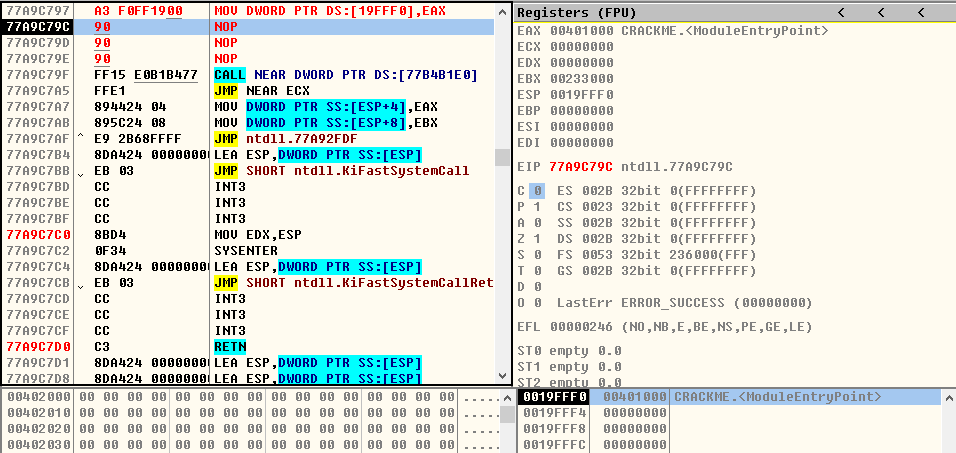 77A9C797 A3 F0FF1900 MOV DWORD PTR DS:[19FFF0],EAX
77A9C79C 90 NOP
77A9C79D 90 NOP
77A9C79E 90 NOP
77A9C79F FF15 E0B1B477 CALL NEAR DWORD PTR DS:[77B4B1E0]
77A9C7A5 FFE1 JMP NEAR ECX
77A9C7A7 894424 04 MOV DWORD PTR SS:[ESP+4],EAX
77A9C7AB 895C24 08 MOV DWORD PTR SS:[ESP+8],EBX
77A9C7AF ^ E9 2B68FFFF JMP ntdll.77A92FDF
77A9C7B4 8DA424 00000000 LEA ESP,DWORD PTR SS:[ESP]
77A9C7BB EB 03 JMP SHORT ntdll.KiFastSystemCall
77A9C7BD CC INT3
77A9C7BE CC INT3
77A9C7BF CC INT3
77A9C7C0 8BD4 MOV EDX,ESP
77A9C7C2 0F34 SYSENTER
77A9C7C4 8DA424 00000000 LEA ESP,DWORD PTR SS:[ESP]
77A9C7CB EB 03 JMP SHORT ntdll.KiFastSystemCallRet
77A9C7CD CC INT3
77A9C7CE CC INT3
77A9C7CF CC INT3
77A9C7D0 C3 RETN
77A9C7D1 8DA424 00000000 LEA ESP,DWORD PTR SS:[ESP]
77A9C7D8 8DA424 00000000 LEA ESP,DWORD PTR SS:[ESP]
Registers (FPU) < < <
EAX 00401000 CRACKME.<ModuleEntryPoint>
ECX 00000000
EDX 00000000
EBX 00233000
ESP 0019FFF0
EBP 00000000
ESI 00000000
EDI 00000000
EIP 77A9C79C ntdll.77A9C79C
C 0 ES 002B 32bit 0(FFFFFFFF)
P 1 CS 0023 32bit 0(FFFFFFFF)
A 0 SS 002B 32bit 0(FFFFFFFF)
Z 1 DS 002B 32bit 0(FFFFFFFF)
S 0 FS 0053 32bit 236000(FFF)
T 0 GS 002B 32bit 0(FFFFFFFF)
D 0
O 0 LastErr ERROR_SUCCESS (00000000)
EFL 00000246 (NO,NB,E,BE,NS,PE,GE,LE)
ST0 empty 0.0
ST1 empty 0.0
ST2 empty 0.0
00402000 00 00 00 00 00 00 00 00 00 00 00 00 00 00 00 00 .....
00402010 00 00 00 00 00 00 00 00 00 00 00 00 00 00 00 00 .....
00402020 00 00 00 00 00 00 00 00 00 00 00 00 00 00 00 00 .....
00402030 00 00 00 00 00 00 00 00 00 00 00 00 00 00 00 00 .....
0019FFF0 00401000 CRACKME.<ModuleEntryPoint>
0019FFF4 00000000
0019FFF8 00000000
0019FFFC 00000000